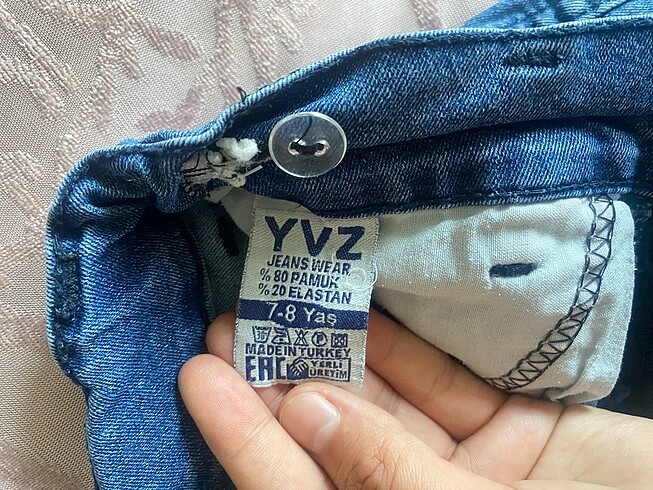 YVZ
JEANS WEAR
% 80 PAMUK
% 20 ELASTAN
7-8 Yaş
MADE IN TURKEY
EAC YERLİ
ÜRETİM